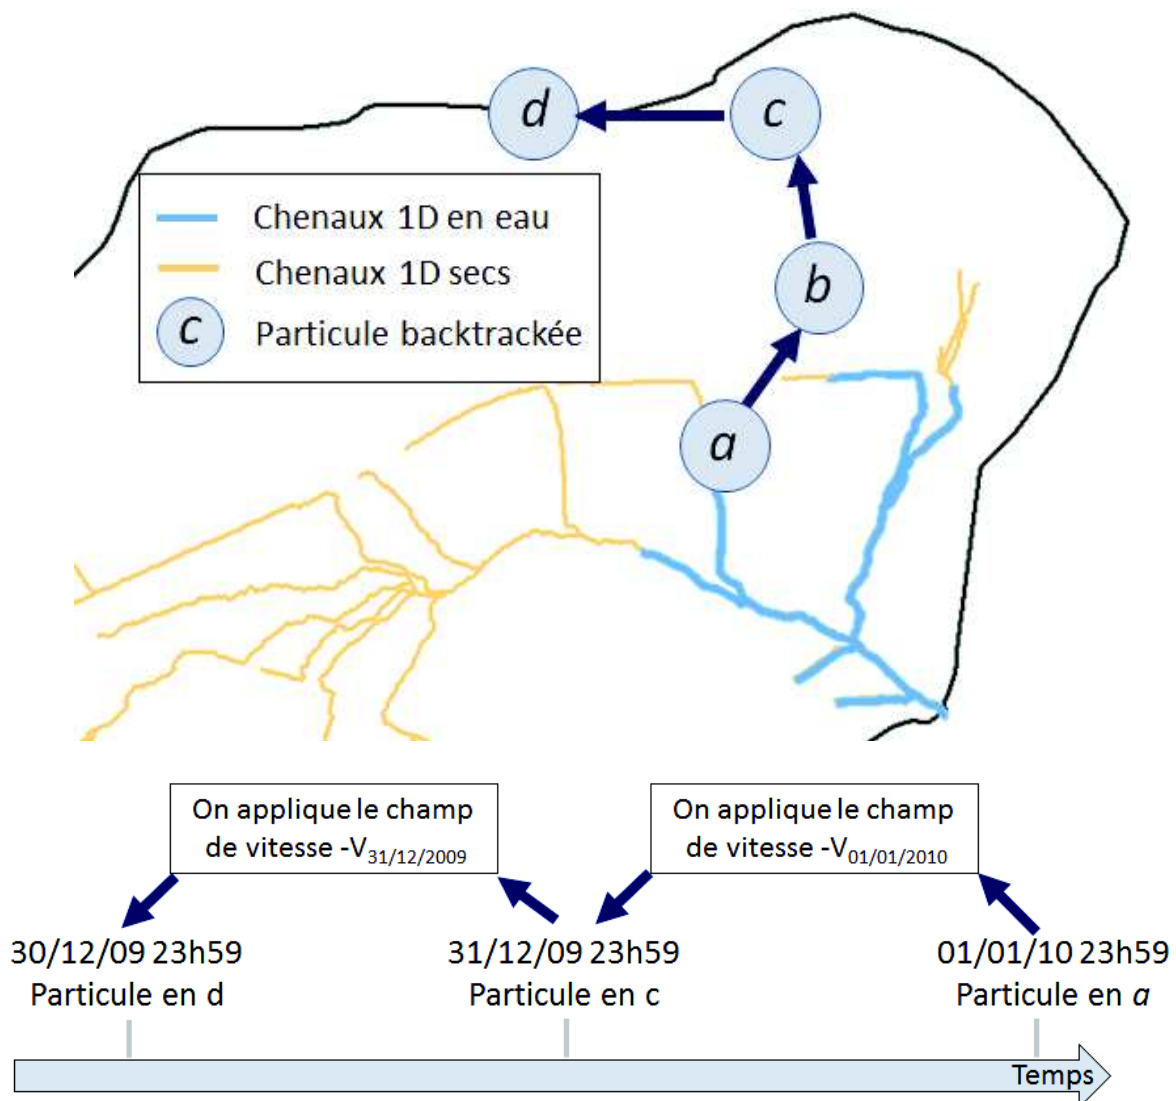 d
c
Chenaux 1D en eau
Chenaux 1D secs
c
Particule backtrackée
b
a
On applique le champ
de vitesse -V31/12/2009
On applique le champ
de vitesse -V01/01/2010
30/12/09 23h59
Particule en d
31/12/09 23h59
Particule en c
01/01/10 23h59
Particule en a
Temps